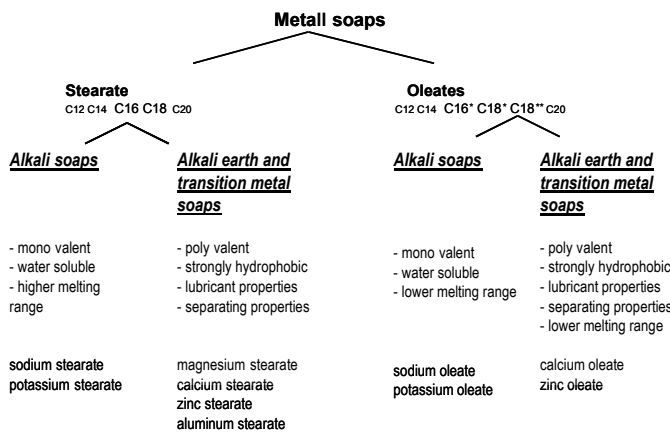 Metall soaps
Stearate
C12 C14 C16 C18 C20
Alkali soaps
- mono valent
- water soluble
- higher melting
range
sodium stearate
potassium stearate
Alkali earth and
transition metal
soaps
- poly valent
- strongly hydrophobic
- lubricant properties
- separating properties
magnesium stearate
calcium stearate
zinc stearate
aluminum stearate
Oleates
C12 C14 C16* C18* C18** C20
Alkali soaps
- mono valent
- water soluble
- lower melting range
sodium oleate
potassium oleate
Alkali earth and
transition metal
soaps
- poly valent
- strongly hydrophobic
- lubricant properties
- separating properties
- lower melting range
calcium oleate
zinc oleate